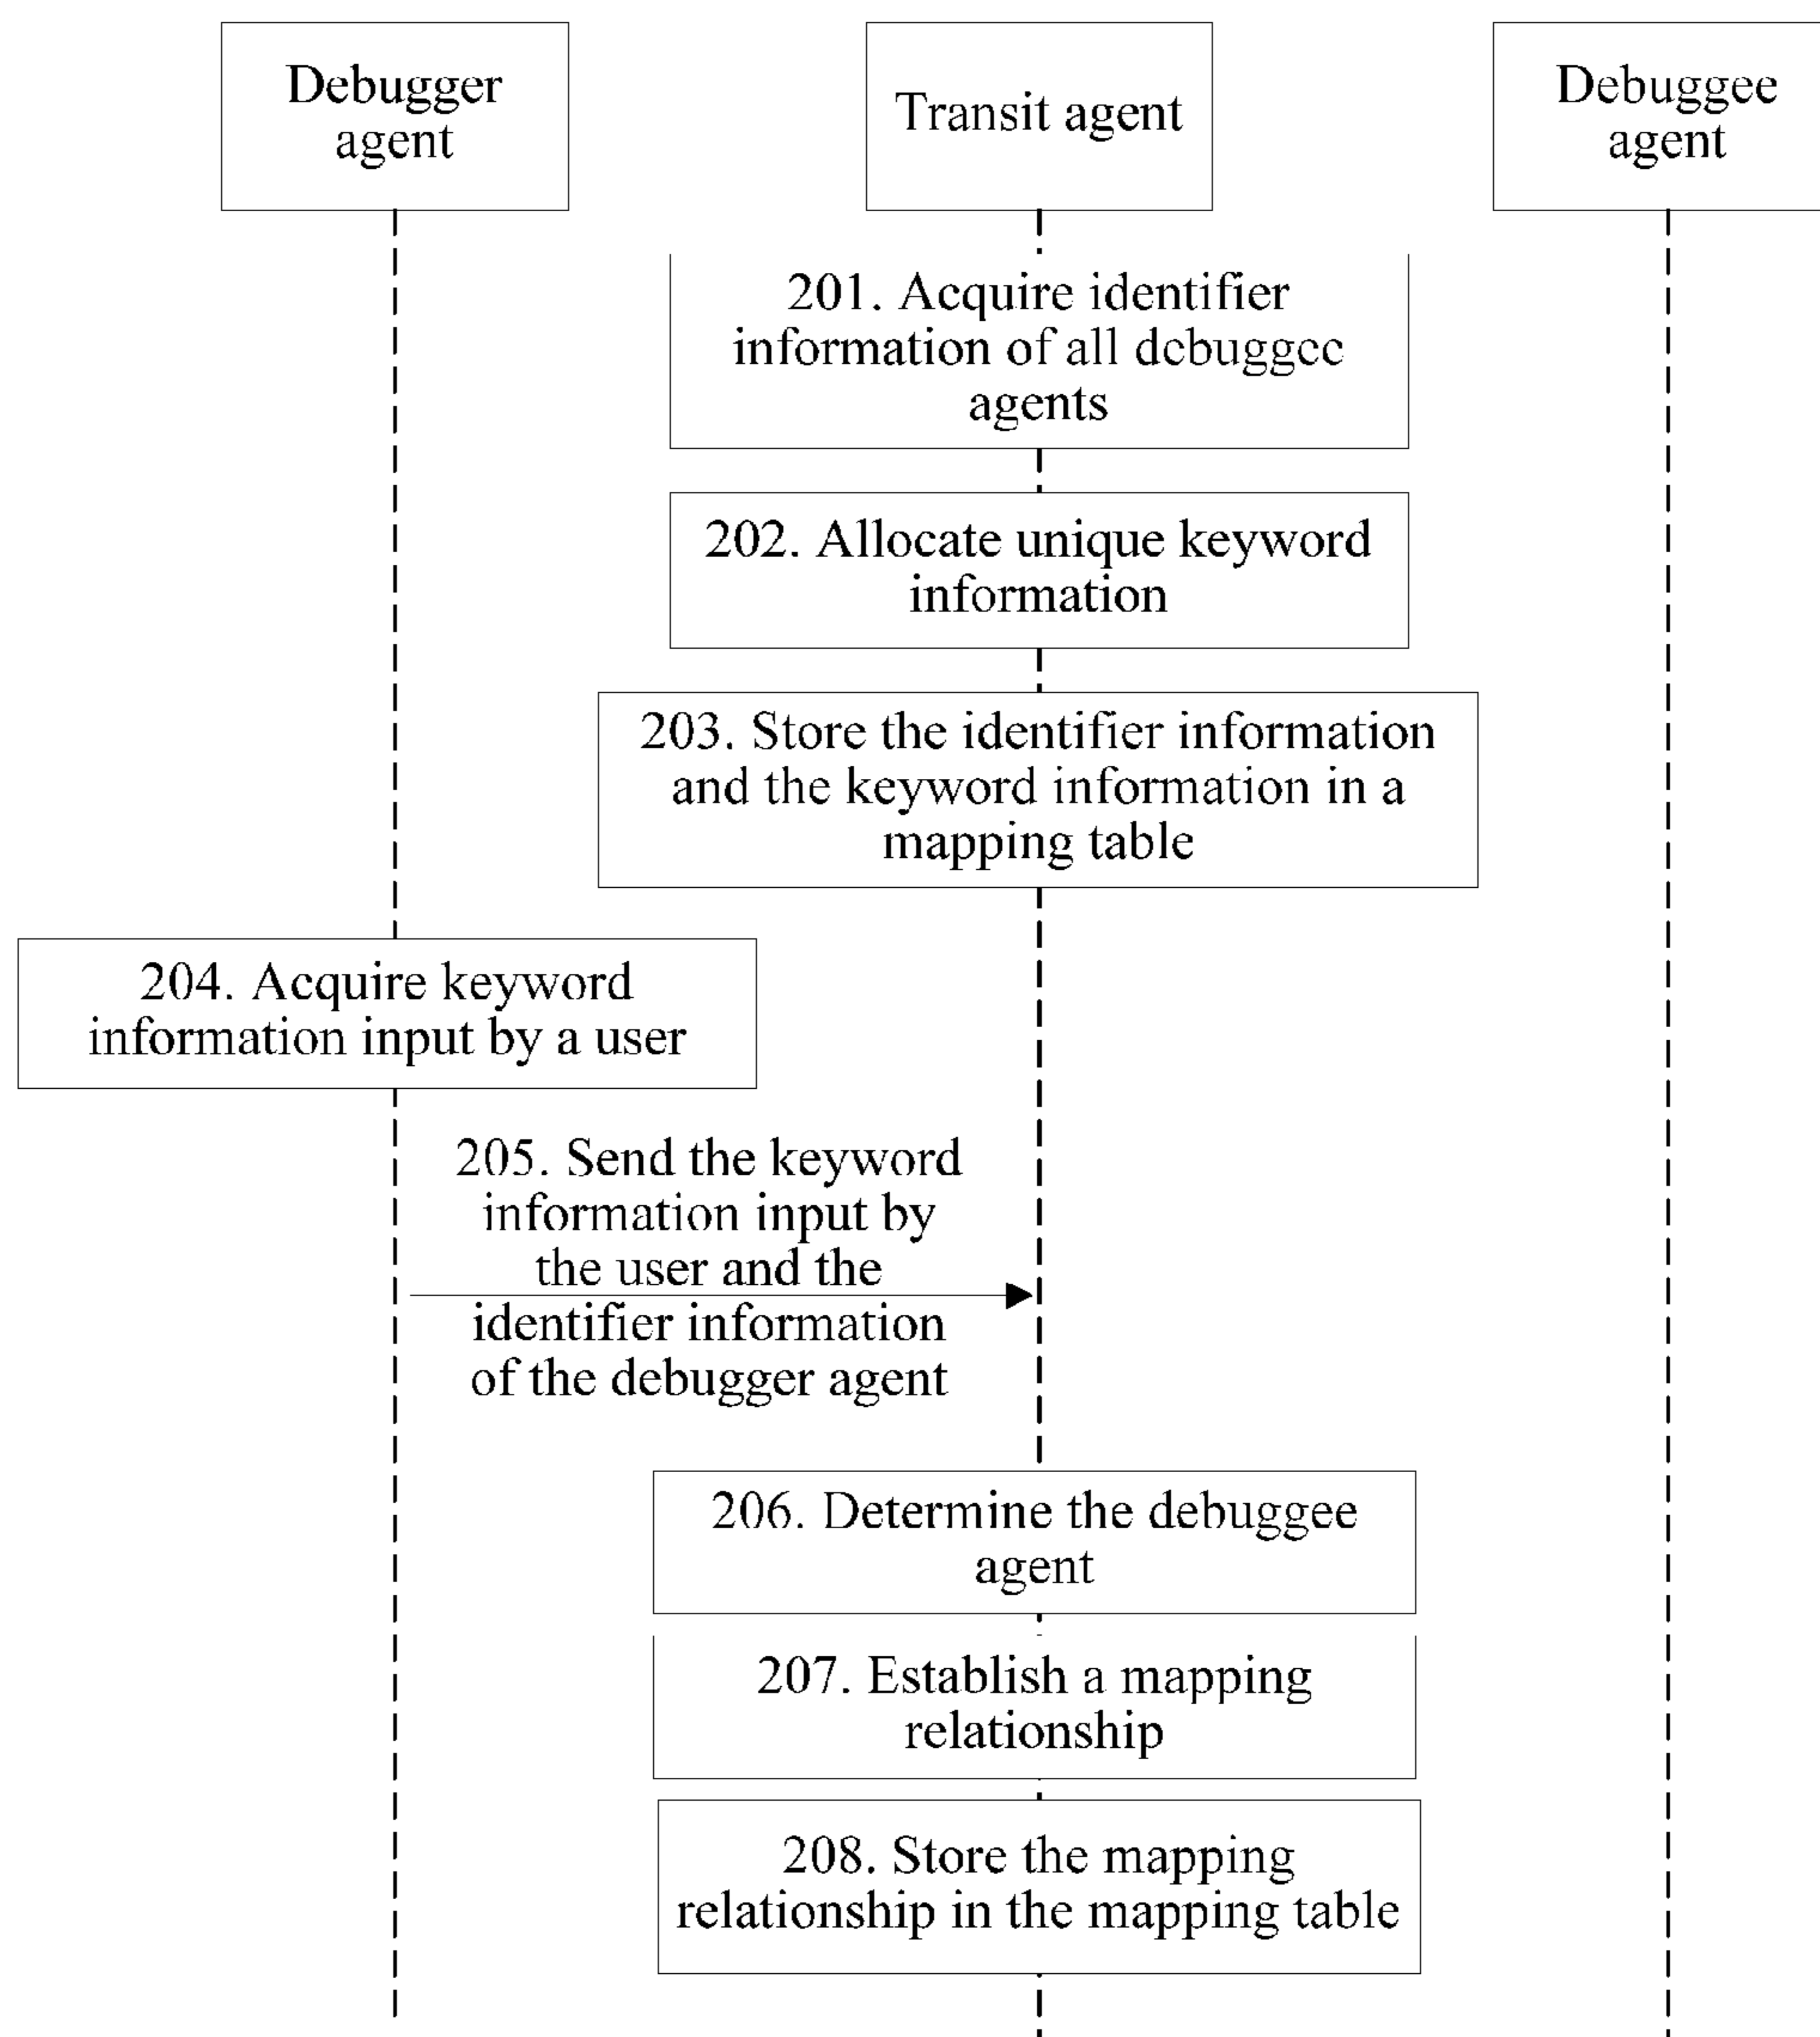 Debugger
agent
Transit agent
Debuggee
agent
201. Acquire identifier
information of all debuggee
agents
202. Allocate unique keyword
information
203. Store the identifier information
and the keyword information in a
mapping table
204. Acquire keyword
information input by a user
205. Send the keyword
information input by
the user and the
identifier information
of the debugger agent
206. Determine the debuggee
agent
207. Establish a mapping
relationship
208. Store the mapping
relationship in the mapping table